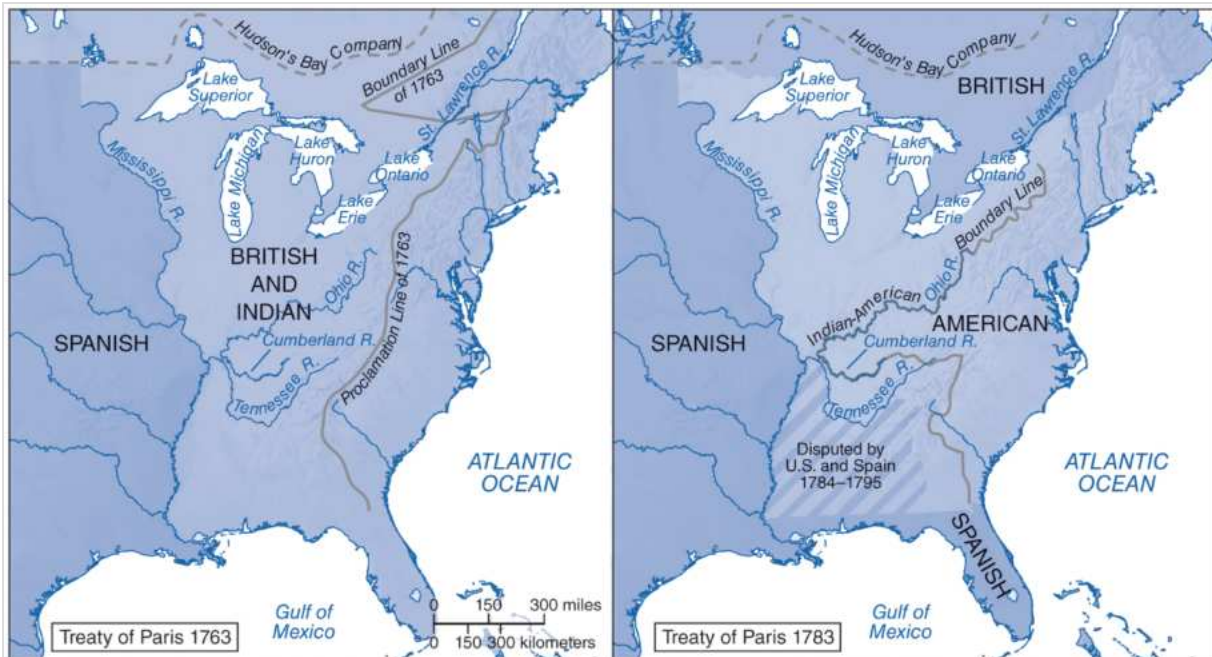 Hudson's Bay Company
Boundary Line
of 1763
St. Lawrence R.
Lake
Superior
Mississippi R.
Lake Michigan
Lake
Huron
Lake
Ontario
Lake
Erie
BRITISH
AND
INDIAN
Ohio R.
Proclamation Line of 1763
SPANISH
Cumberland R.
Tennessee R.
ATLANTIC
OCEAN
Gulf of
Mexico
0 150 300 miles
0 150 300 kilometers
Treaty of Paris 1763
Hudson's Bay Company
BRITISH
St. Lawrence R.
Lake
Superior
Mississippi R.
Lake Michigan
Lake
Huron
Lake
Ontario
Lake
Erie
Boundary Line
Ohio R.
Indian-American
AMERICAN
SPANISH
Cumberland R.
Tennessee R.
Disputed by
U.S. and Spain
1784–1795
ATLANTIC
OCEAN
SPANISH
Gulf of
Mexico
Treaty of Paris 1783